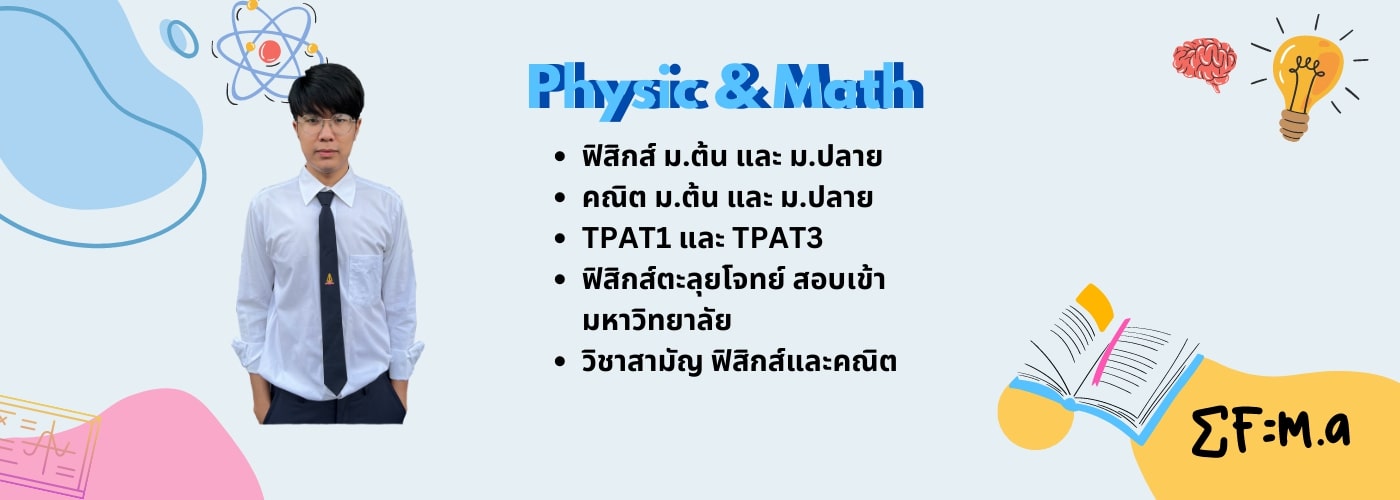 Physic & Math
ฟิสิกส์ ม.ต้น และ ม.ปลาย
คณิต ม.ต้น และ ม.ปลาย
TPAT1 และ TPAT3
ฟิสิกส์ตะลุยโจทย์ สอบเข้า
มหาวิทยาลัย
วิชาสามัญ ฟิสิกส์และคณิต
ΣF=M.a